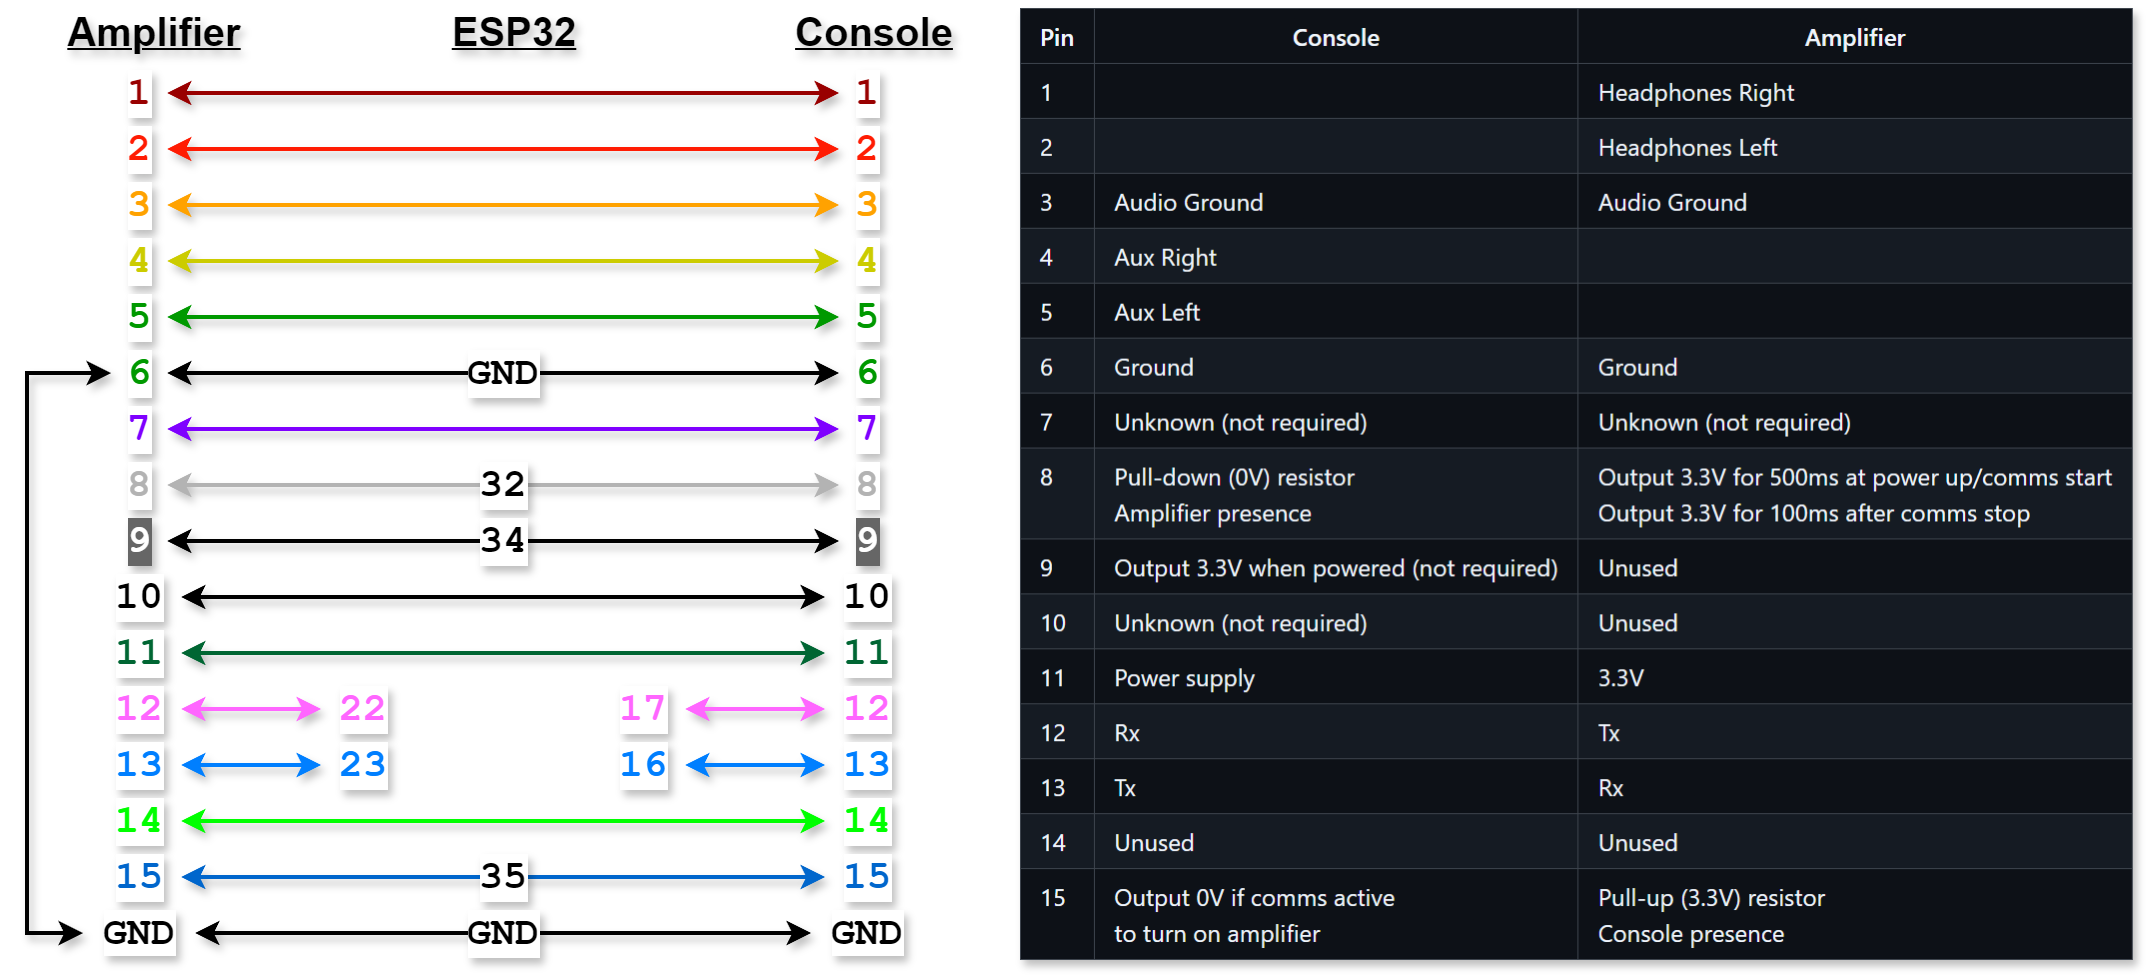 Amplifier ESP32 Console
1 1
2 2
3 3
4 4
5 5
6 GND 6
7 7
8 32 8
9 34 9
10 10
11 11
12 22 17 12
13 23 16 13
14 14
15 35 15
GND GND GND
Pin Console Amplifier
1 Headphones Right
2 Headphones Left
3 Audio Ground Audio Ground
4 Aux Right
5 Aux Left
6 Ground Ground
7 Unknown (not required) Unknown (not required)
8 Pull-down (0V) resistor Output 3.3V for 500ms at power up/comms start
Amplifier presence Output 3.3V for 100ms after comms stop
9 Output 3.3V when powered (not required) Unused
10 Unknown (not required) Unused
11 Power supply 3.3V
12 Rx Tx
13 Tx Rx
14 Unused Unused
15 Output 0V if comms active Pull-up (3.3V) resistor
to turn on amplifier Console presence